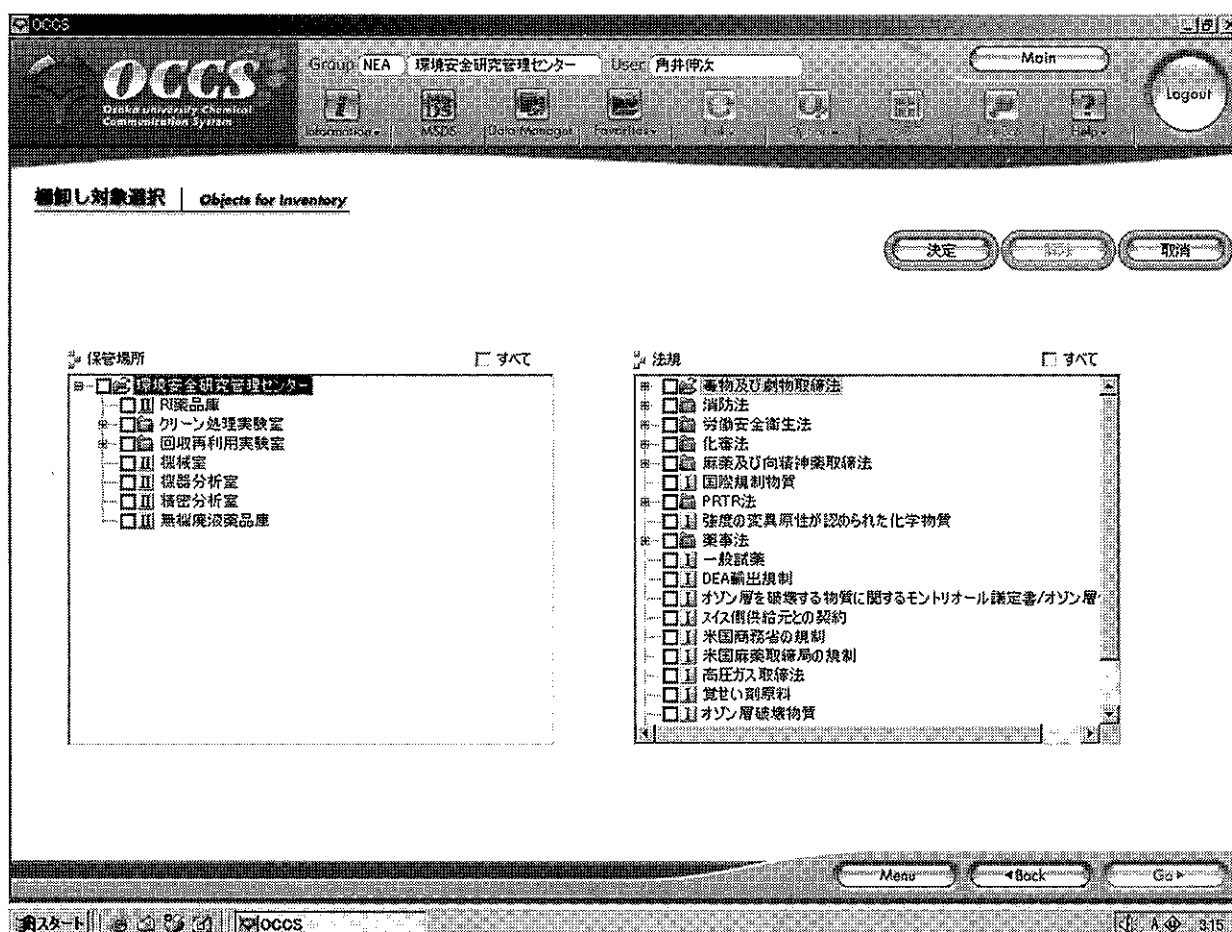 OCCS
OCCS
Osaka university Chemical
Communication System
Group NEA 環境安全研究管理センター User 角井伸次
Main
Logout
Information MSDS Data Manager Favorites Help
棚卸し対象選択 Objects for Inventory
決定 取消
保管場所 すべて
環境安全研究管理センター
RI薬品庫
クリーン処理実験室
回収再利用実験室
機械室
機器分析室
精密分析室
無機廃液薬品庫
法規 すべて
毒物及び劇物取締法
消防法
労働安全衛生法
化審法
麻薬及び向精神薬取締法
国際規制物質
PRTR法
強度の変異原性が認められた化学物質
薬事法
一般試薬
DEA輸出規制
オゾン層を破壊する物質に関するモントリオール議定書/オゾン層
スイス側供給元との契約
米国商務省の規制
米国麻薬取締局の規制
高圧ガス取締法
覚せい剤原料
オゾン層破壊物質
Menu ◄Back Go►
スタート OCCS A 3:15